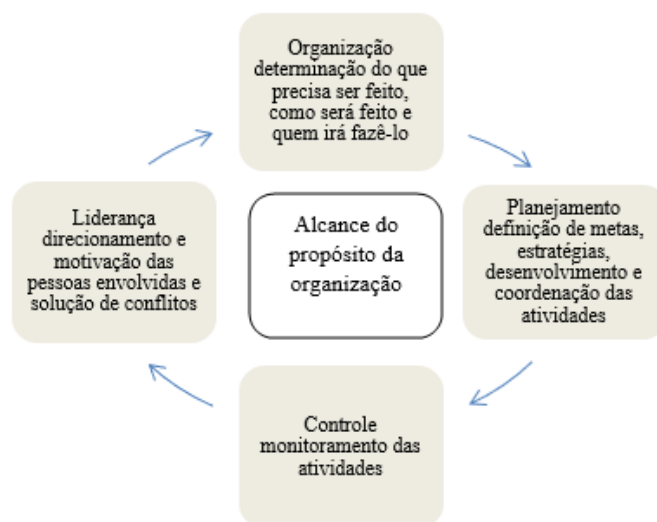 Organização
determinação do que
precisa ser feito,
como será feito e
quem irá fazê-lo
Planejamento
definição de metas,
estratégias,
desenvolvimento e
coordenação das
atividades
Controle
monitoramento das
atividades
Liderança
direcionamento e
motivação das
pessoas envolvidas e
solução de conflitos
Alcance do
propósito da
organização